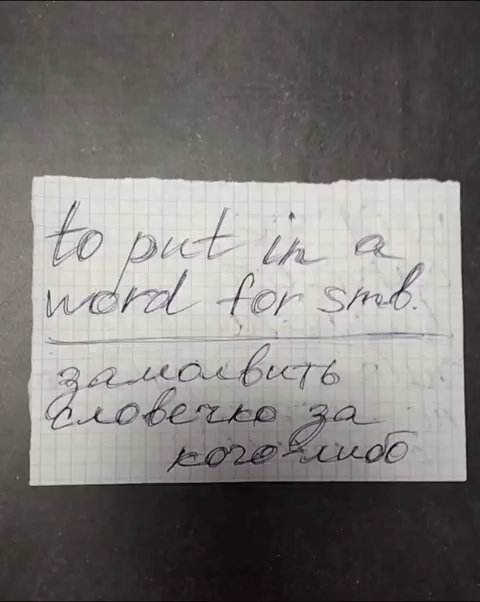 to put in a
word for smb.
замолвить
словечко за
кого-либо